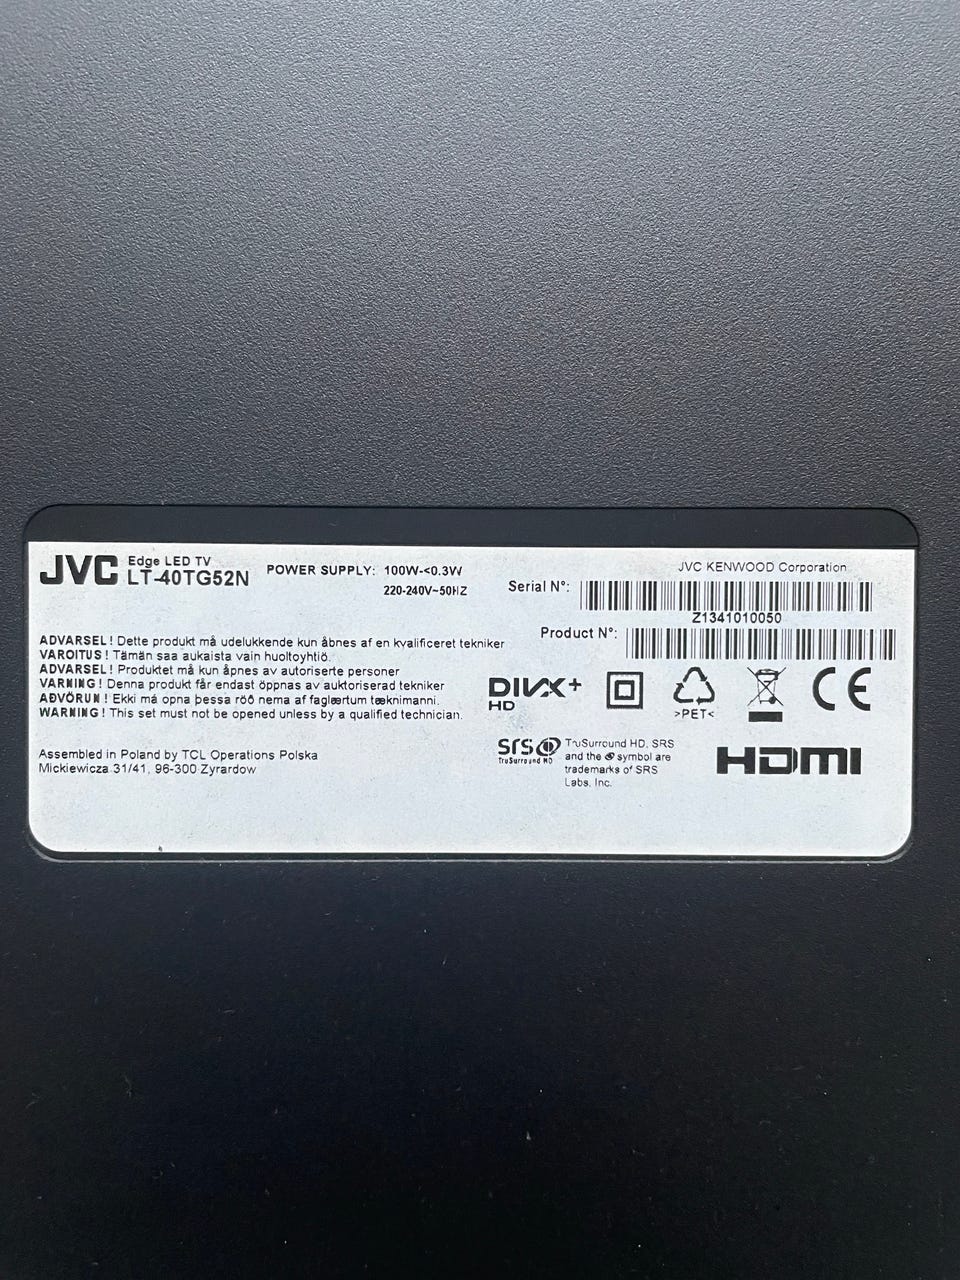 JVC Edge LED TV
LT-40TG52N
POWER SUPPLY: 100W-<0.3W
220-240V~50HZ
JVC KENWOOD Corporation
Serial N°:
Z1341010050
Product N°:
ADVARSEL! Dette produkt må udelukkende kun åbnes af en kvalificeret tekniker
VAROITUS! Tämän saa aukaista vain huoltoyhtiö.
ADVARSEL! Produktet må kun åpnes av autoriserte personer
VARNING! Denna produkt får endast öppnas av auktoriserad tekniker
AÐVÖRUN! Ekki má opna þessa röð nema af faglærtum tæknimanni.
WARNING! This set must not be opened unless by a qualified technician.
Assembled in Poland by TCL Operations Polska
Mickiewicza 31/41, 96-300 Zyrardow
DIVX+
HD
>PET<
CE
SRS
TruSurround HD
TruSurround HD, SRS
and the symbol are
trademarks of SRS
Labs, Inc.
HDMI